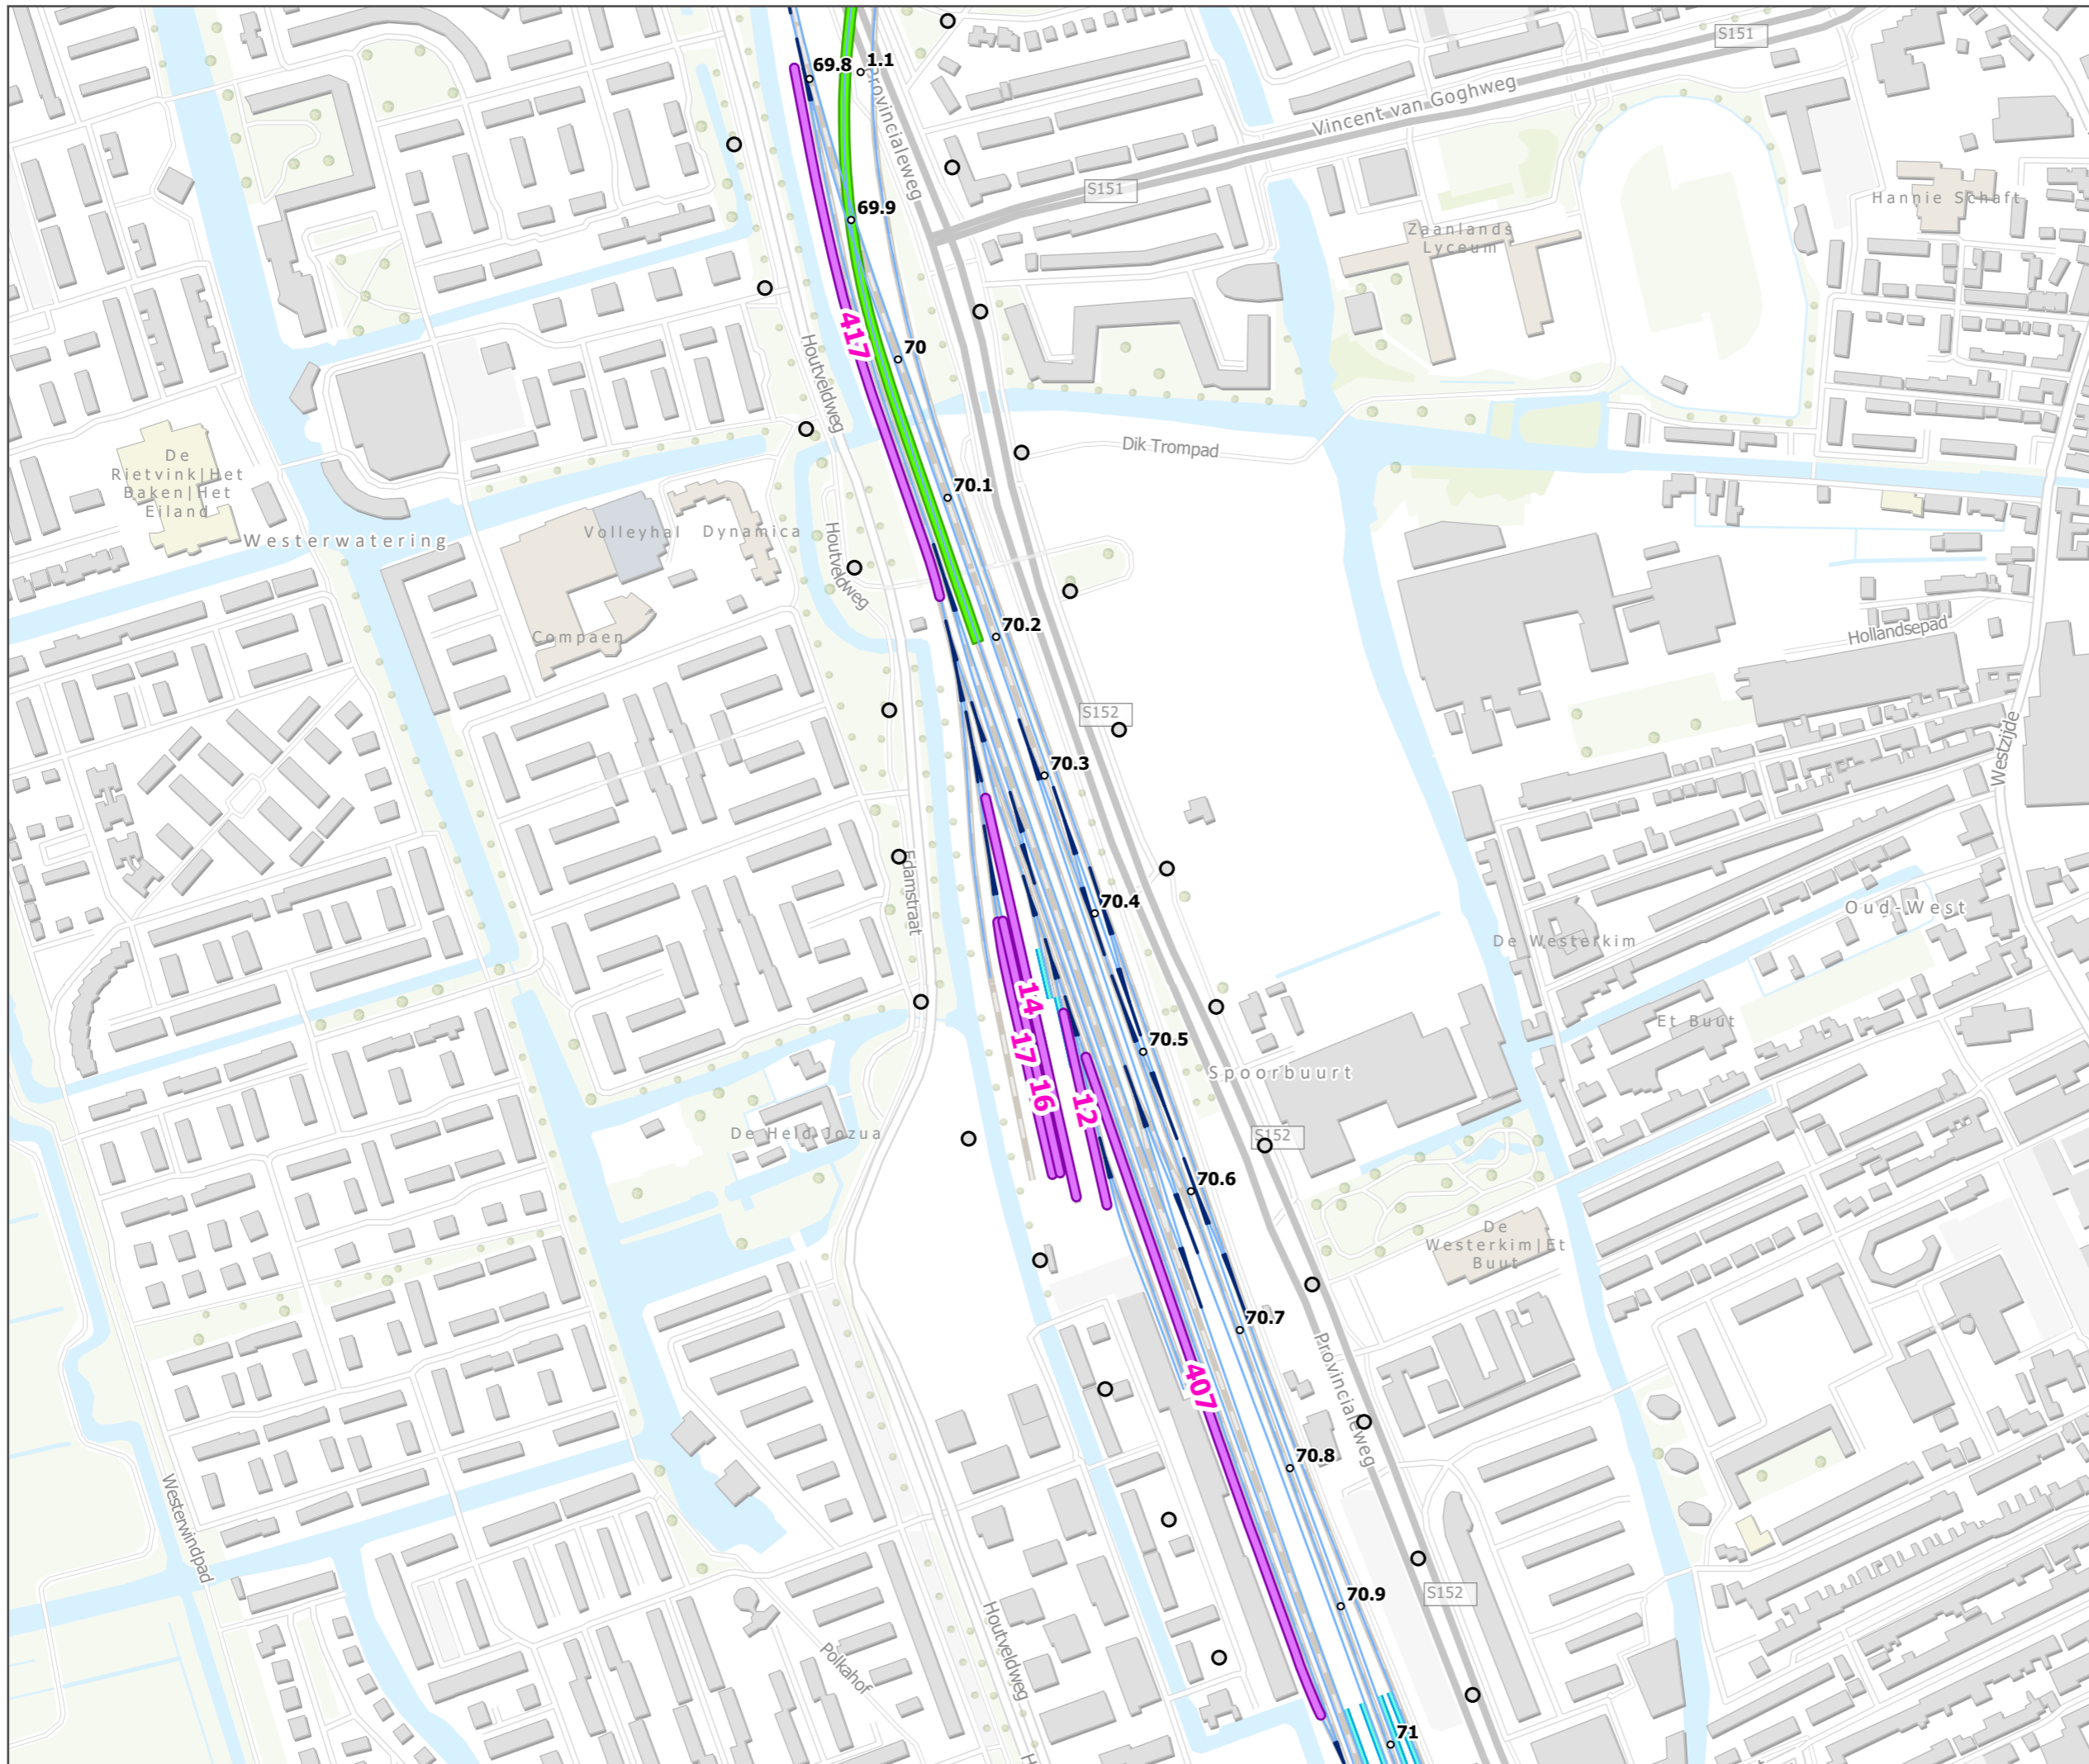 S151
69.8
1.1
Provincialeweg
Vincent van Goghweg
S151
Hannie Schaft
69.9
Zaanlands
Lyceum
417
70
Houtveldweg
Dik Trompad
De
Rietvink|Het
Baken|Het
Eiland
70.1
Westerwatering
Volleyhal
Dynamica
Houtveldweg
Compaen
70.2
Hollandsepad
S152
Westzijde
70.3
Edamstraat
70.4
Oud-West
De Westerkim
14
Et Buut
17
70.5
Spoorbuurt
16
12
De Held Jozua
S152
70.6
De
Westerkim|Et
Buut
70.7
Provincialeweg
407
70.8
Westerwindpad
70.9
S152
Houtveldweg
Polkahof
71
H